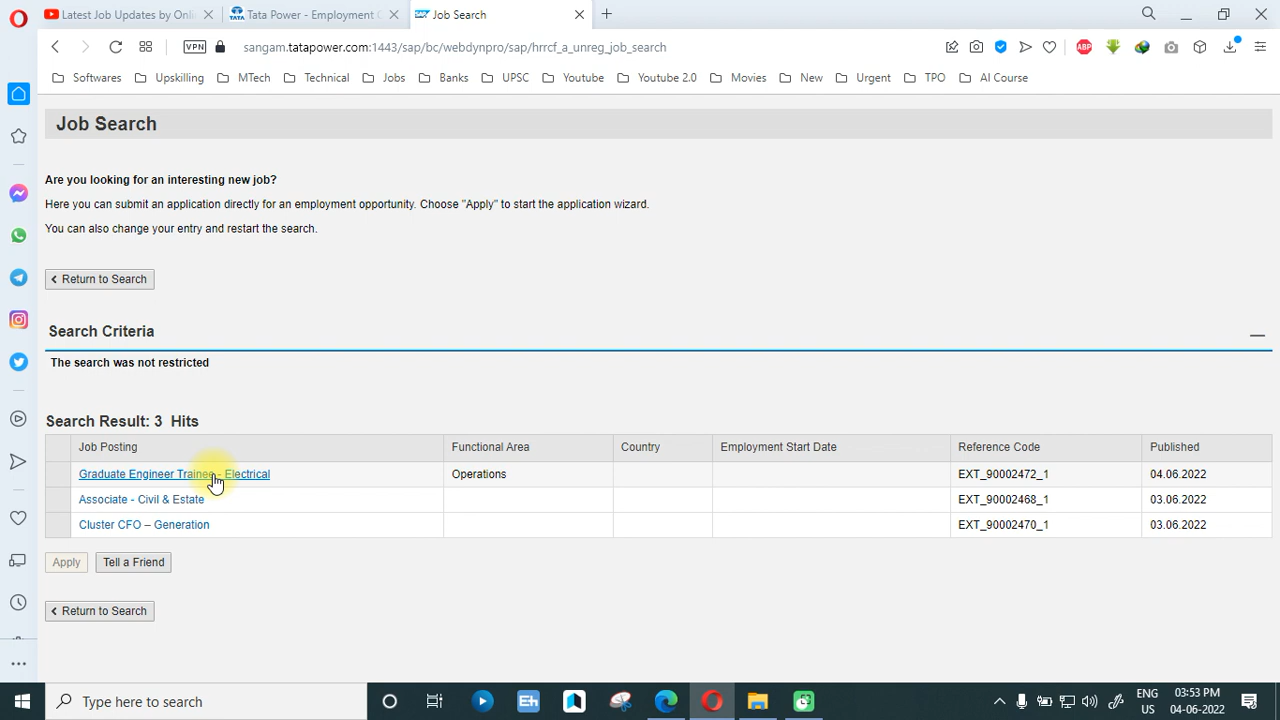 Latest Job Updates by Onli
Tata Power - Employment C
Job Search
VPN
sangam.tatapower.com:1443/sap/bc/webdynpro/sap/hrrcf_a_unreg_job_search
ABP
Softwares
Upskilling
MTech
Technical
Jobs
Banks
UPSC
Youtube
Youtube 2.0
Movies
New
Urgent
TPO
AI Course
Job Search
Are you looking for an interesting new job?
Here you can submit an application directly for an employment opportunity. Choose "Apply" to start the application wizard.
You can also change your entry and restart the search.
Return to Search
Search Criteria
The search was not restricted
Search Result: 3 Hits
Job Posting Functional Area Country Employment Start Date Reference Code Published
Graduate Engineer Trainee - Electrical Operations EXT_90002472_1 04.06.2022
Associate - Civil & Estate EXT_90002468_1 03.06.2022
Cluster CFO – Generation EXT_90002470_1 03.06.2022
Apply Tell a Friend
Return to Search
Type here to search
ENG
US
03:53 PM
04-06-2022